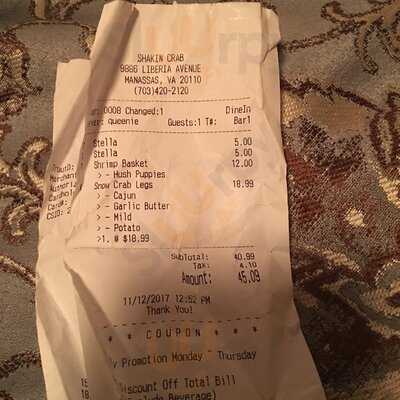 SHAKIN CRAB
9886 LIBERIA AVENUE
MANASSAS, VA 20110
(703)420-2120
0008 Changed:1 DineIn
queenie Guests:1 T#: Bar1
Stella 5.00
Stella 5.00
Shrimp Basket 12.00
> - Hush Puppies
Snow Crab Legs 18.99
> - Cajun
> - Garlic Butter
> - Mild
> - Potato
>1. # $18.99
SubTotal: 40.99
Tax: 4.10
Amount: 45.09
11/12/2017 12:52 PM
Thank You!
* * C O U P O N * * *
Promotion Monday - Thursday
Discount Off Total Bill
Beverage)